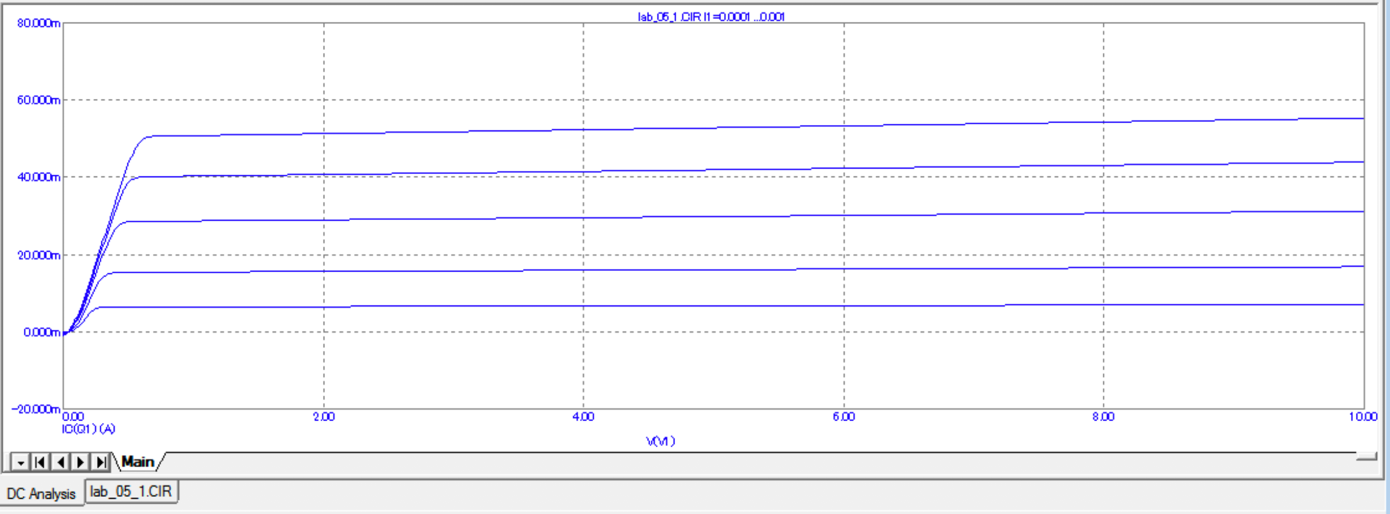 lab_05_1.CIR I1=0.0001...0.001
80.000m
60.000m
40.000m
20.000m
0.000m
-20.000m
0.00 2.00 4.00 6.00 8.00 10.00
IC(Q1) (A)
V(V1)
Main
DC Analysis lab_05_1.CIR